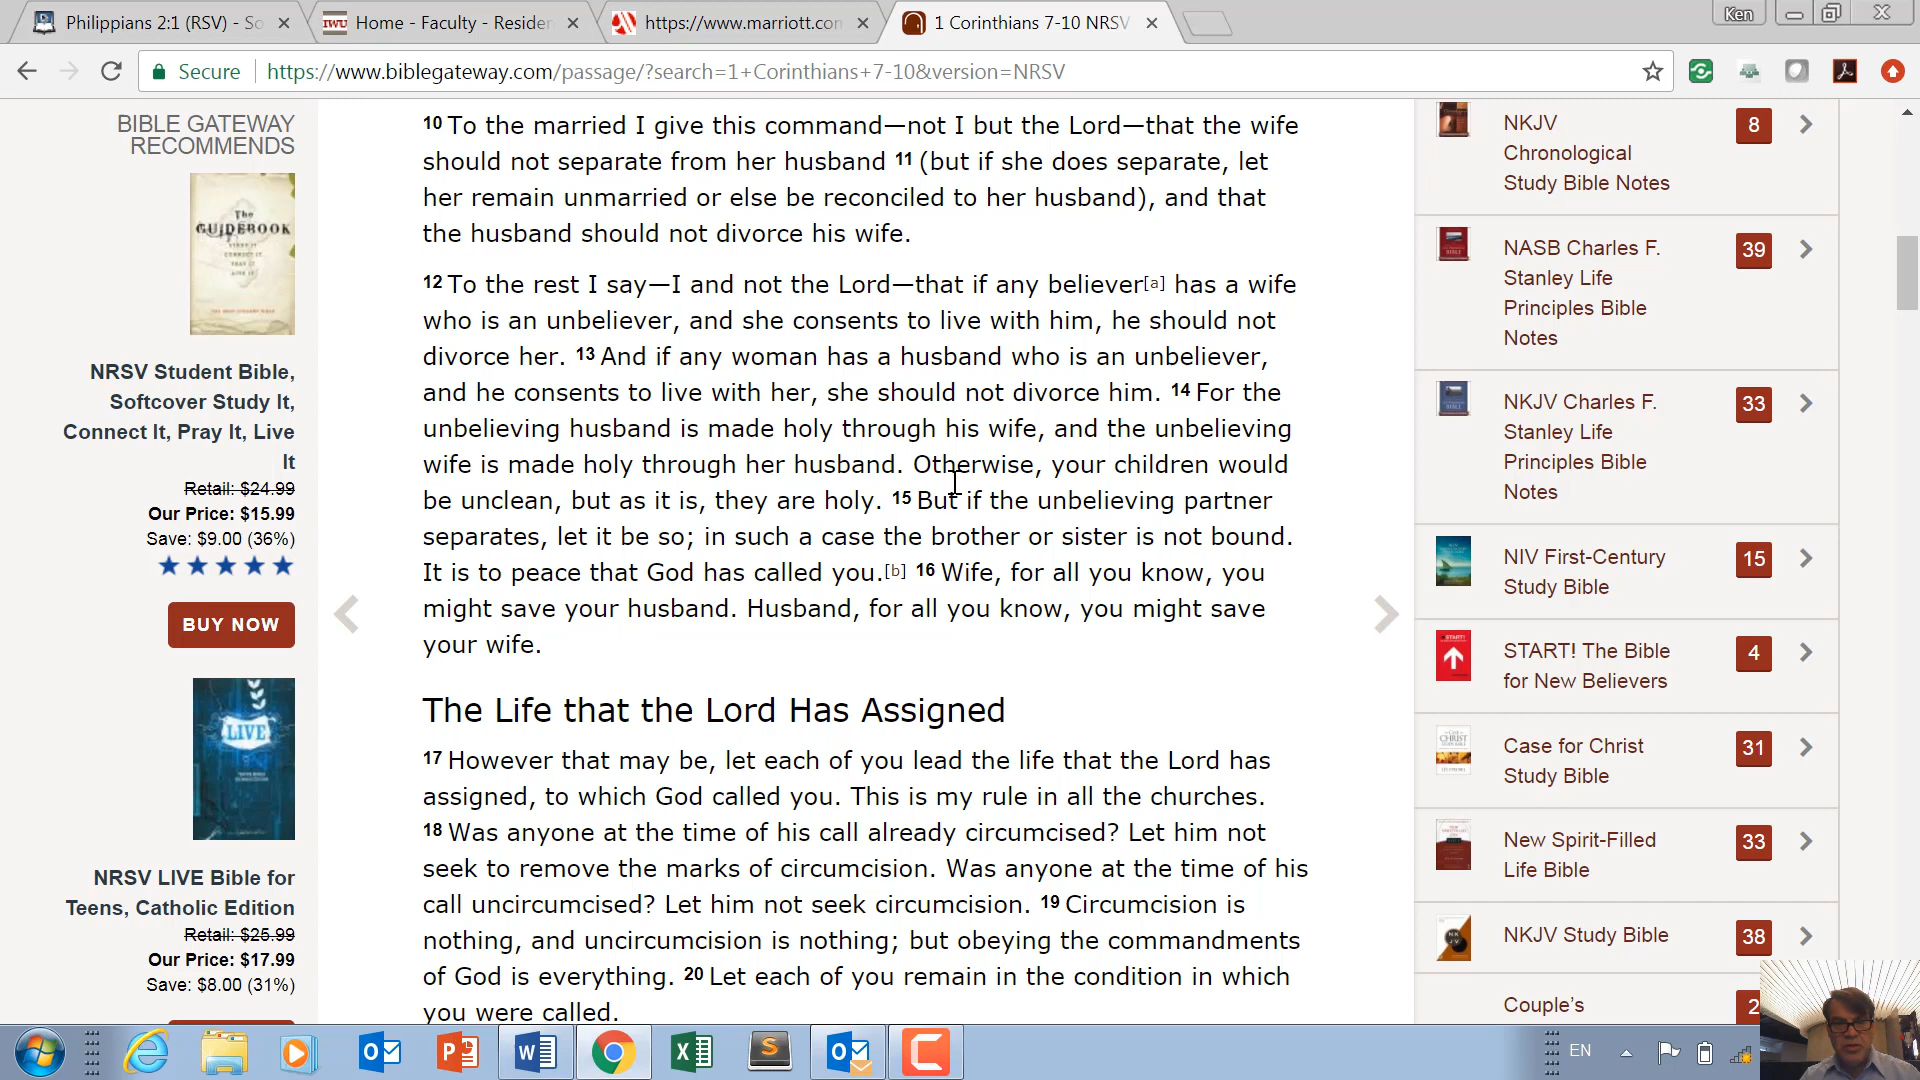 Philippians 2:1 (RSV) - So
Home - Faculty - Resider
https://www.marriott.con
1 Corinthians 7-10 NRSV
Ken
Secure
https://www.biblegateway.com/passage/?search=1+Corinthians+7-10&version=NRSV
BIBLE GATEWAY
RECOMMENDS
The
GUIDEBOOK
NRSV Student Bible,
Softcover Study It,
Connect It, Pray It, Live
It
Retail: $24.99
Our Price: $15.99
Save: $9.00 (36%)
BUY NOW
LIVE
NRSV LIVE Bible for
Teens, Catholic Edition
Retail: $25.99
Our Price: $17.99
Save: $8.00 (31%)
10 To the married I give this command—not I but the Lord—that the wife
should not separate from her husband 11 (but if she does separate, let
her remain unmarried or else be reconciled to her husband), and that
the husband should not divorce his wife.
12 To the rest I say—I and not the Lord—that if any believer[a] has a wife
who is an unbeliever, and she consents to live with him, he should not
divorce her. 13 And if any woman has a husband who is an unbeliever,
and he consents to live with her, she should not divorce him. 14 For the
unbelieving husband is made holy through his wife, and the unbelieving
wife is made holy through her husband. Otherwise, your children would
be unclean, but as it is, they are holy. 15 But if the unbelieving partner
separates, let it be so; in such a case the brother or sister is not bound.
It is to peace that God has called you.[b] 16 Wife, for all you know, you
might save your husband. Husband, for all you know, you might save
your wife.
The Life that the Lord Has Assigned
17 However that may be, let each of you lead the life that the Lord has
assigned, to which God called you. This is my rule in all the churches.
18 Was anyone at the time of his call already circumcised? Let him not
seek to remove the marks of circumcision. Was anyone at the time of his
call uncircumcised? Let him not seek circumcision. 19 Circumcision is
nothing, and uncircumcision is nothing; but obeying the commandments
of God is everything. 20 Let each of you remain in the condition in which
you were called.
NKJV
Chronological
Study Bible Notes
8
NASB Charles F.
Stanley Life
Principles Bible
Notes
39
NKJV Charles F.
Stanley Life
Principles Bible
Notes
33
NIV First-Century
Study Bible
15
START! The Bible
for New Believers
4
Case for Christ
Study Bible
31
New Spirit-Filled
Life Bible
33
NKJV Study Bible
38
Couple's
2
EN